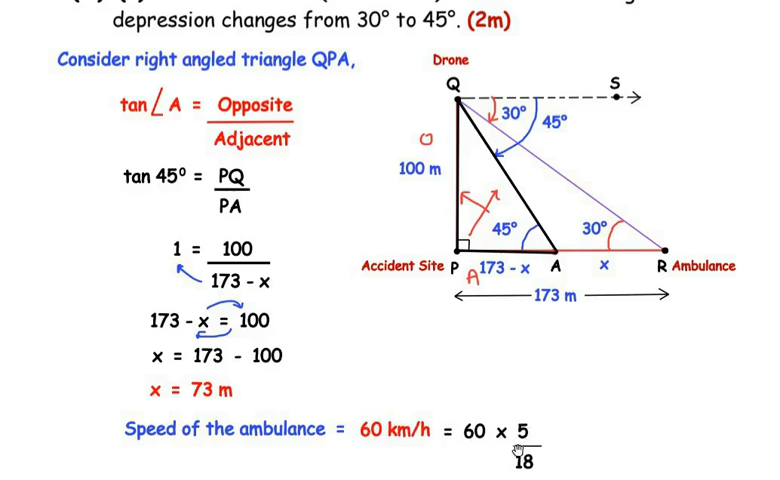 depression changes from 30° to 45°. (2m)
Consider right angled triangle QPA,
tan∠A = Opposite
Adjacent
tan 45° = PQ
PA
1 = 100
173 - x
173 - x = 100
x = 173 - 100
x = 73 m
Speed of the ambulance = 60 km/h = 60 x 5
18
Drone
Q
S
30°
45°
O
100 m
45°
30°
Accident Site P
A
173 - x
A
x
R Ambulance
173 m